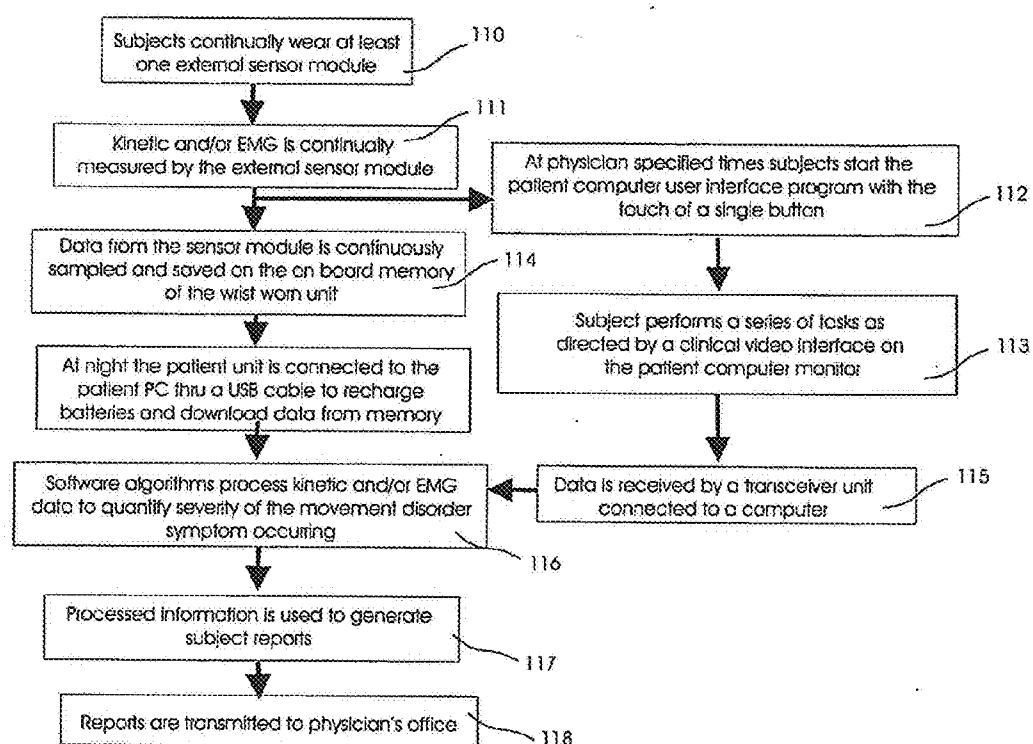 Subjects continually wear at least
one external sensor module
110
Kinetic and/or EMG is continually
measured by the external sensor module
111
At physician specified times subjects start the
patient computer user interface program with the
touch of a single button
112
Data from the sensor module is continuously
sampled and saved on the on board memory
of the wrist worn unit
114
Subject performs a series of tasks as
directed by a clinical video interface on
the patient computer monitor
113
At night the patient unit is connected to the
patient PC thru a USB cable to recharge
batteries and download data from memory
Software algorithms process kinetic and/or EMG
data to quantify severity of the movement disorder
symptom occurring
116
Data is received by a transceiver unit
connected to a computer
115
Processed information is used to generate
subject reports
117
Reports are transmitted to physician's office
118